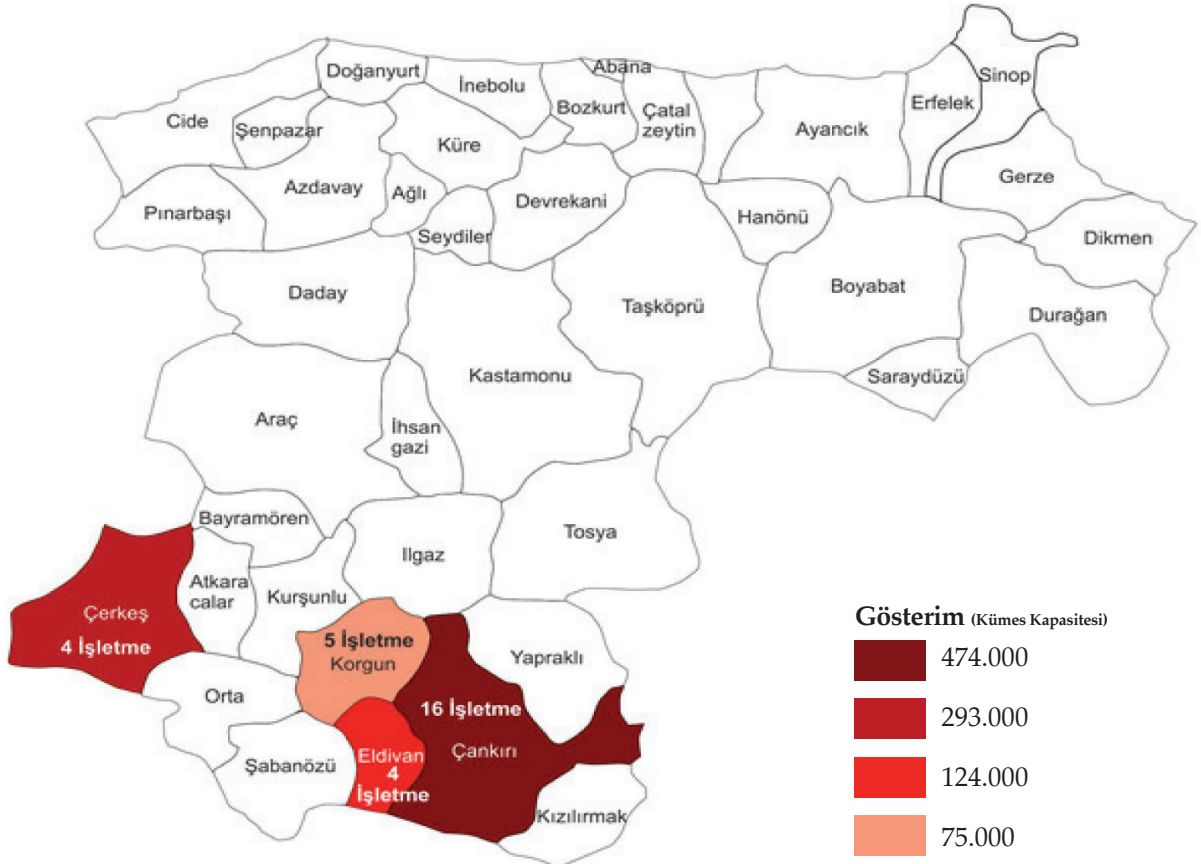 Abana
Doğanyurt
İnebolu
Sinop
Bozkurt
Çatal
zeytin
Erfelek
Cide
Şenpazar
Küre
Ayancık
Gerze
Azdavay
Ağlı
Devrekani
Pınarbaşı
Hanönü
Seydiler
Dikmen
Daday
Taşköprü
Boyabat
Durağan
Kastamonu
Saraydüzü
Araç
İhsan
gazi
Bayramören
Tosya
Ilgaz
Atkara
calar
Kurşunlu
Çerkeş
4 İşletme
5 İşletme
Korgun
Yapraklı
Orta
16 İşletme
Çankırı
Şabanözü
Eldivan
4
İşletme
Kızılırmak
Gösterim (Kümes Kapasitesi)
474.000
293.000
124.000
75.000